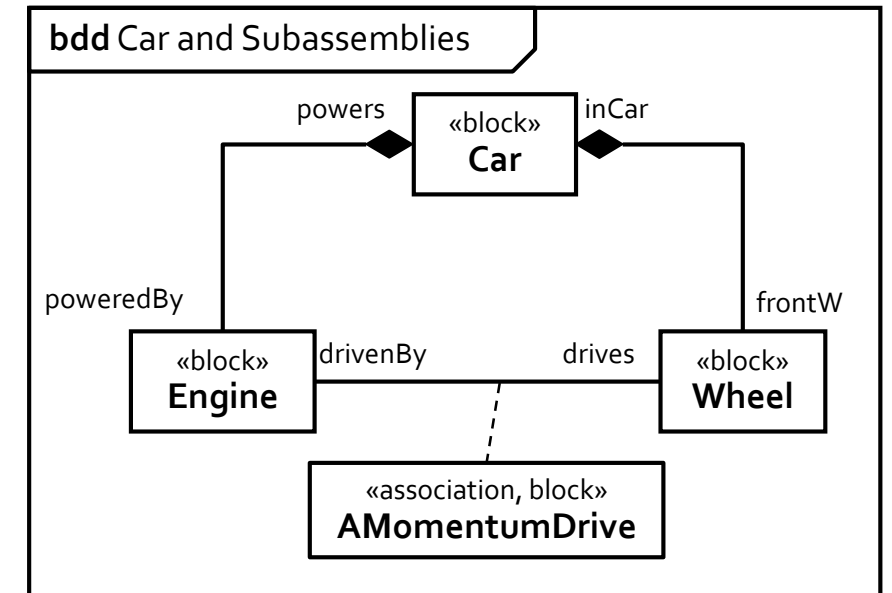 bdd Car and Subassemblies
powers
«block»
Car
inCar
poweredBy
frontW
«block»
Engine
drivenBy
drives
«block»
Wheel
«association, block»
AMomentumDrive